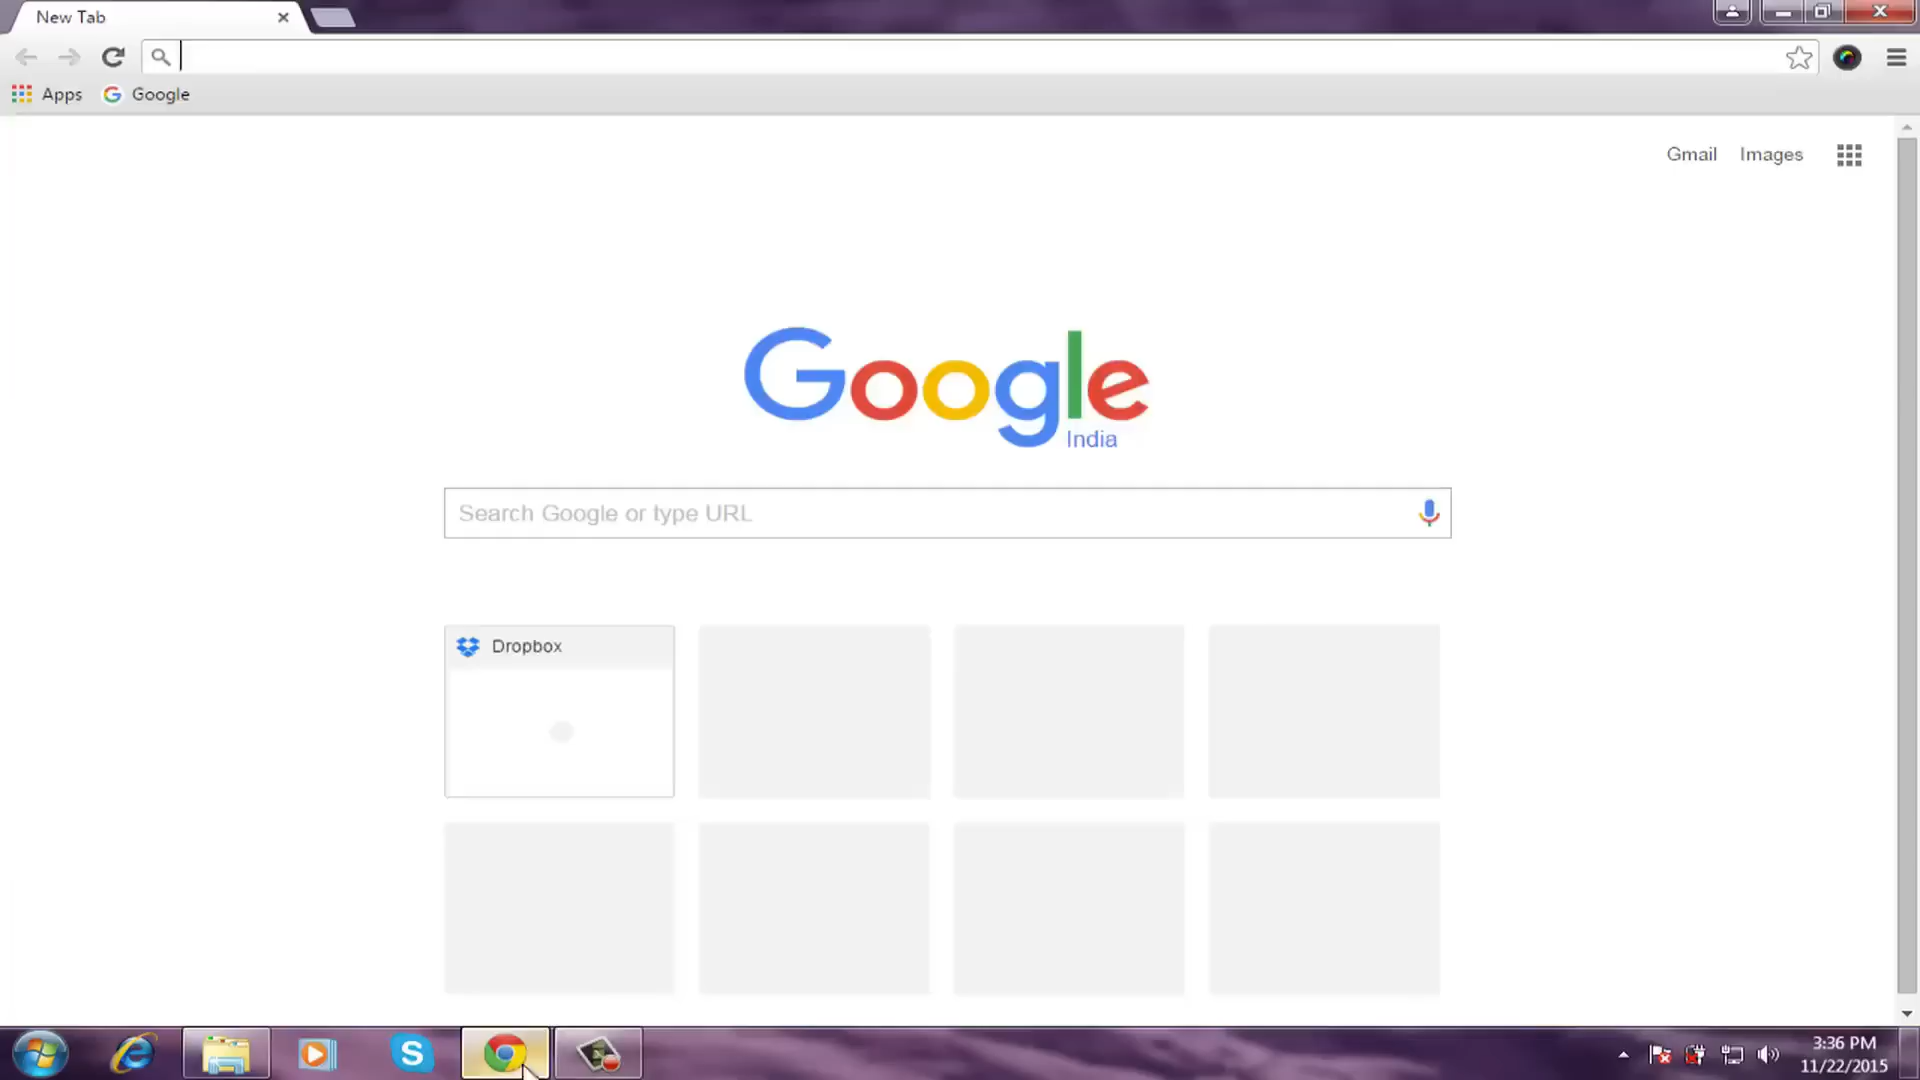 New Tab
Apps
Google
Gmail
Images
Google
India
Search Google or type URL
Dropbox
3:36 PM
11/22/2015